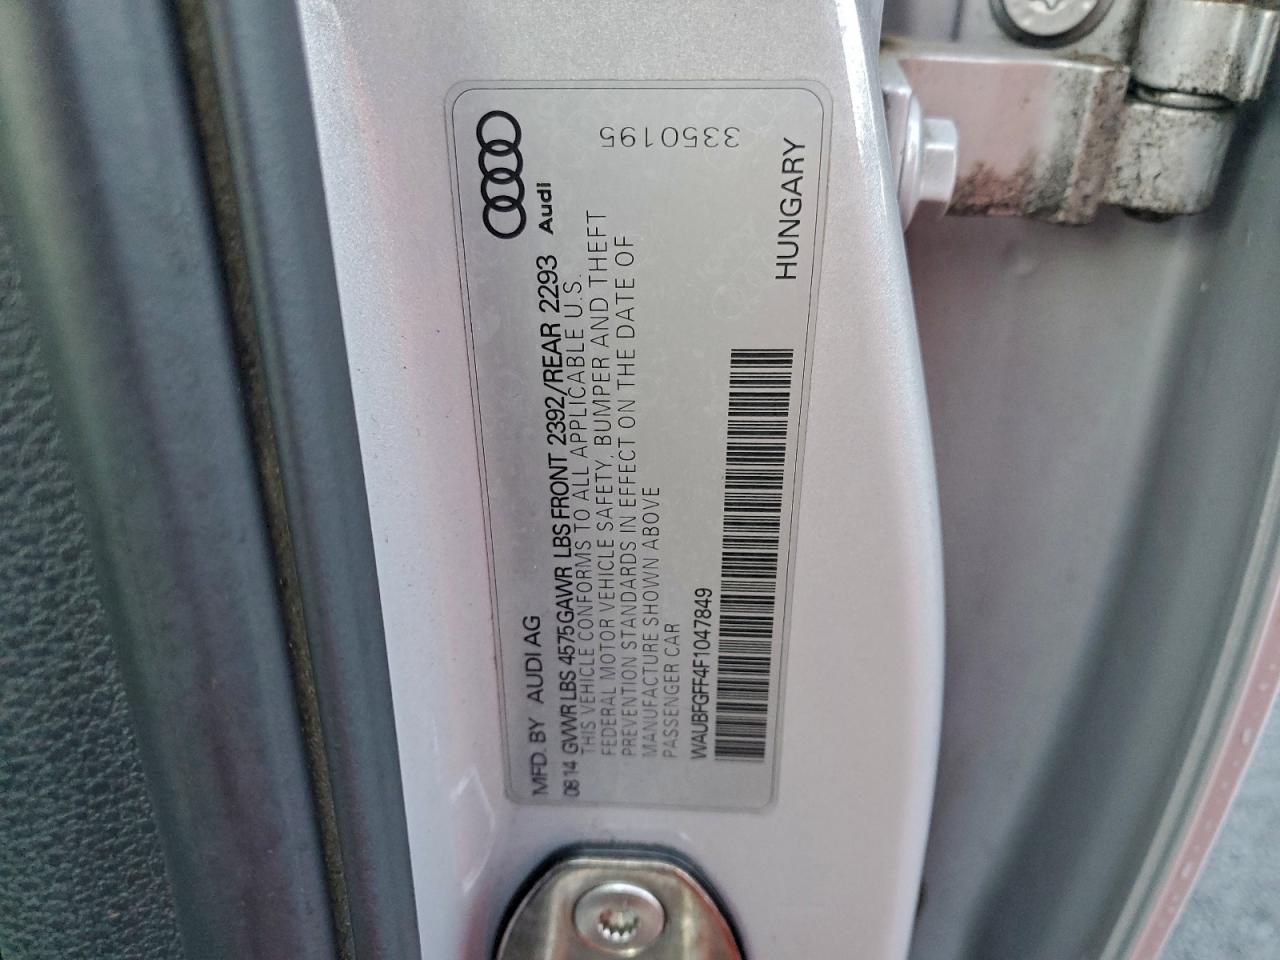 MFD. BY AUDI AG
0814 GVWR LBS 4575 GAWR LBS FRONT 2392/REAR 2293 Audi
THIS VEHICLE CONFORMS TO ALL APPLICABLE U.S.
FEDERAL MOTOR VEHICLE SAFETY, BUMPER AND THEFT
PREVENTION STANDARDS IN EFFECT ON THE DATE OF
MANUFACTURE SHOWN ABOVE
PASSENGER CAR
WAUBFGFF4F1047849
HUNGARY
3350195